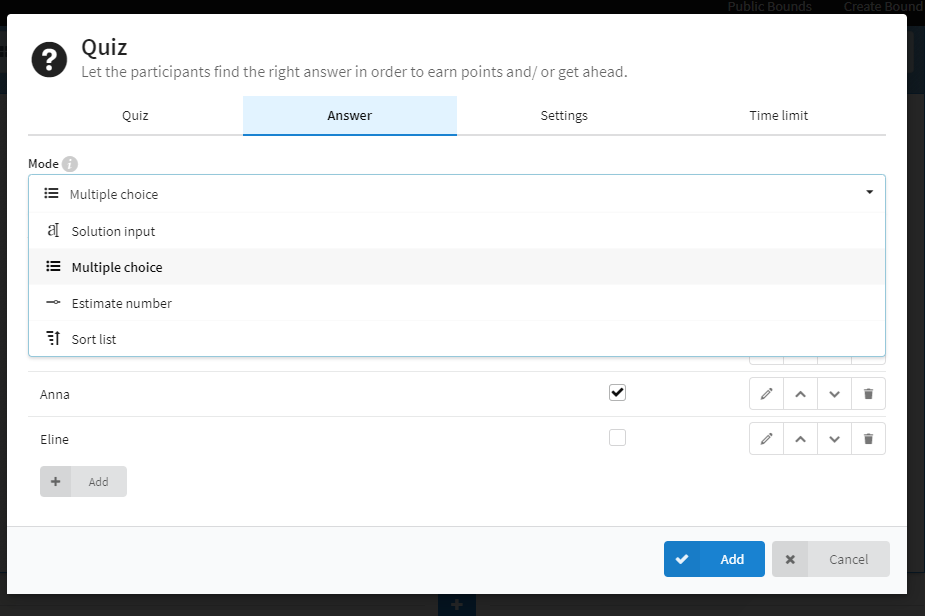 Public Bounds Create Bound
Quiz
Let the participants find the right answer in order to earn points and/ or get ahead.
Quiz Answer Settings Time limit
Mode
Multiple choice
Solution input
Multiple choice
Estimate number
Sort list
Anna
Eline
Add
Add Cancel